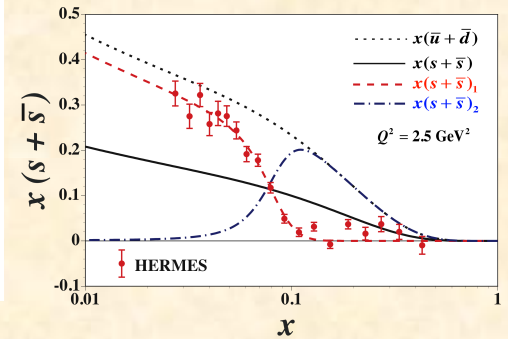 0.5
0.4
0.3
0.2
0.1
0
-0.1
x (s + s̅)
x(u̅ + d̅)
x(s + s̅)
x(s + s̅)₁
x(s + s̅)₂
Q² = 2.5 GeV²
HERMES
0.01 0.1 1
x